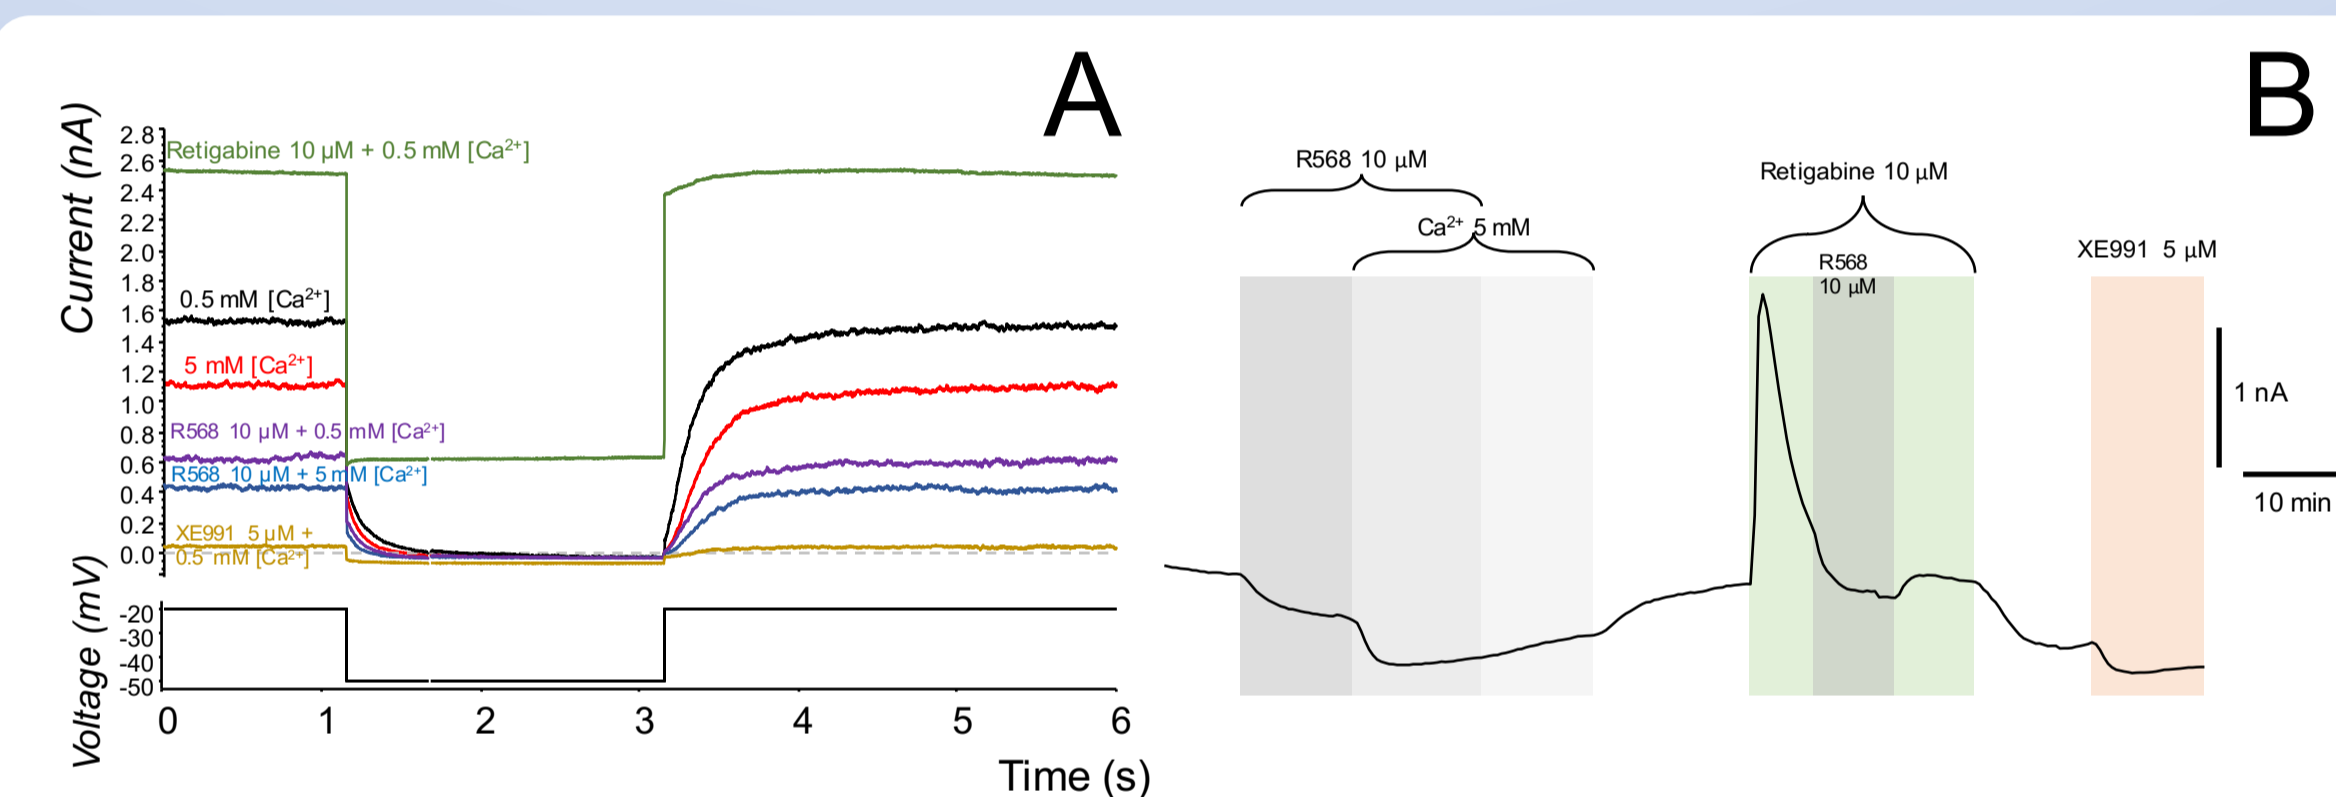 A
B
Current (nA)
2.8
2.6
2.4
2.2
2.0
1.8
1.6
1.4
1.2
1.0
0.8
0.6
0.4
0.2
0.0
Retigabine 10 µM + 0.5 mM [Ca²⁺]
0.5 mM [Ca²⁺]
5 mM [Ca²⁺]
R568 10 µM + 0.5 mM [Ca²⁺]
R568 10 µM + 5 mM [Ca²⁺]
XE991 5 µM +
0.5 mM [Ca²⁺]
Voltage (mV)
-20
-30
-40
-50
0 1 2 3 4 5 6
Time (s)
R568 10 µM
Ca²⁺ 5 mM
Retigabine 10 µM
R568
10 µM
XE991 5 µM
1 nA
10 min